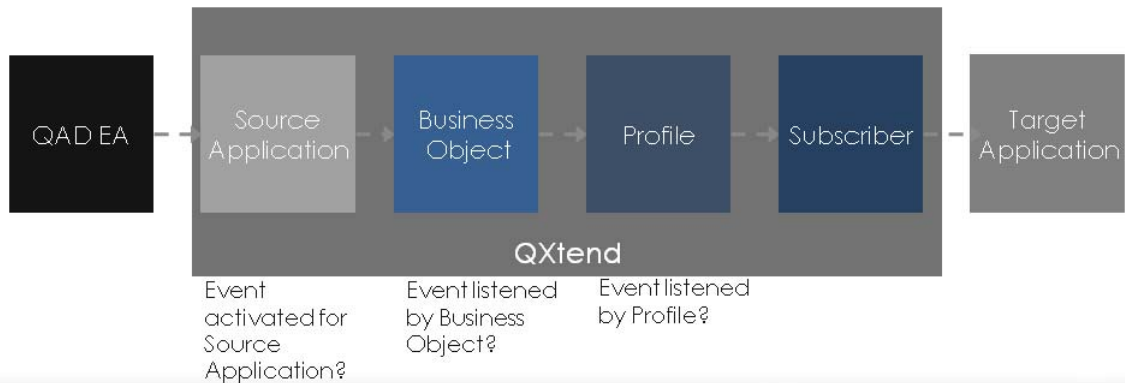 QAD EA
Source
Application
Business
Object
Profile
Subscriber
Target
Application
QXtend
Event
activated for
Source
Application?
Event listened
by Business
Object?
Event listened
by Profile?